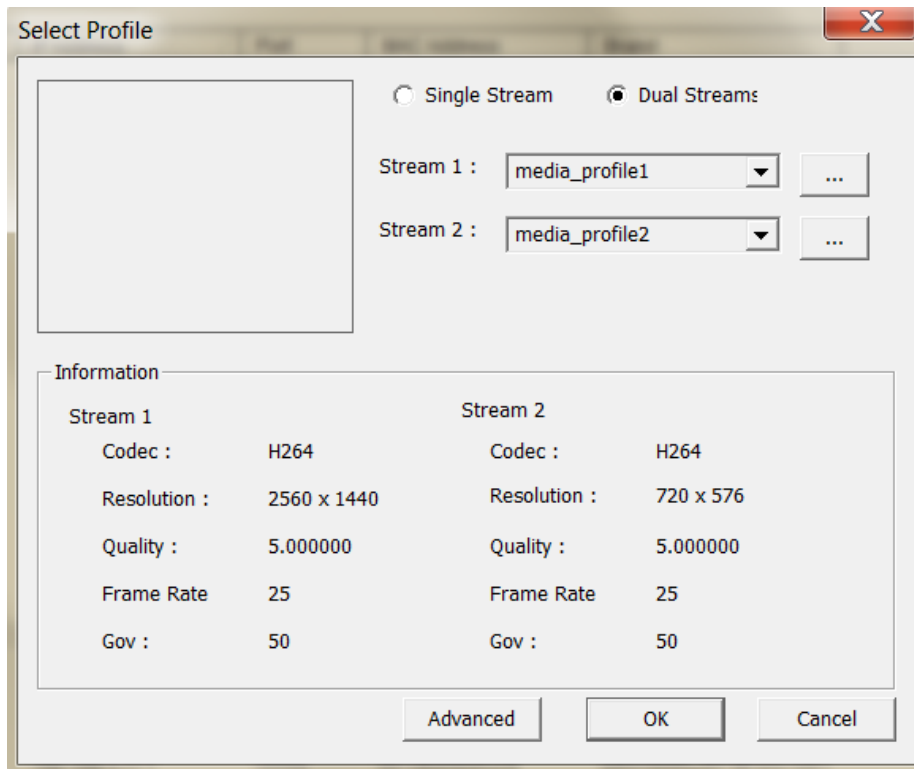 Select Profile
Single Stream
Dual Streams
Stream 1 :
media_profile1
...
Stream 2 :
media_profile2
...
Information
Stream 1
Codec : H264
Resolution : 2560 x 1440
Quality : 5.000000
Frame Rate 25
Gov : 50
Stream 2
Codec : H264
Resolution : 720 x 576
Quality : 5.000000
Frame Rate 25
Gov : 50
Advanced
OK
Cancel